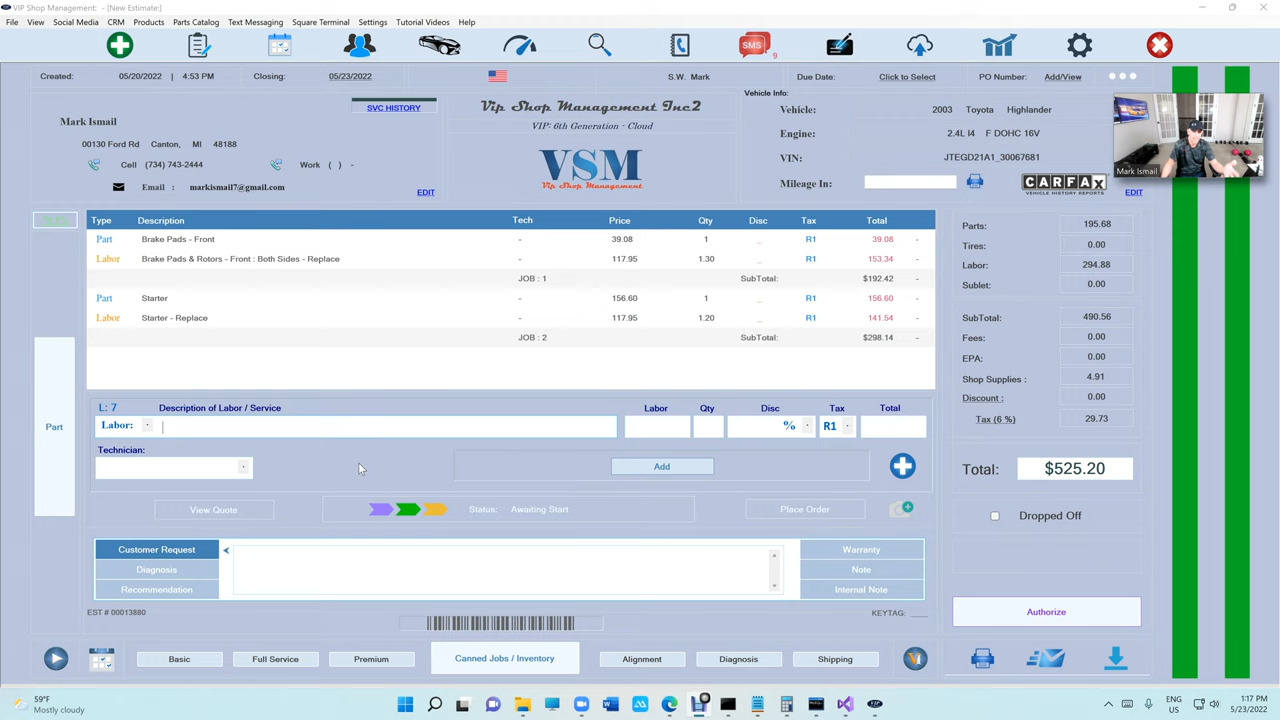 VIP Shop Management: - [New Estimate:]
File View Social Media CRM Products Parts Catalog Text Messaging Square Terminal Settings Tutorial Videos Help
SMS 9
Created: 05/20/2022 | 4:53 PM Closing: 05/23/2022 S.W. Mark Due Date: Click to Select PO Number: Add/View
SVC HISTORY
Mark Ismail
00130 Ford Rd Canton, MI 48188
Cell (734) 743-2444 Work ( ) -
Email : markismail7@gmail.com
EDIT
Vip Shop Management Inc2
VIP: 6th Generation - Cloud
VSM
Vip Shop Management
Vehicle Info:
Vehicle: 2003 Toyota Highlander
Engine: 2.4L I4 F DOHC 16V
VIN: JTEGD21A1_30067681
Mileage In:
CARFAX
VEHICLE HISTORY REPORTS
EDIT
Mark Ismail
Type Description Tech Price Qty Disc Tax Total
Part Brake Pads - Front - 39.08 1 _ R1 39.08 -
Labor Brake Pads & Rotors - Front : Both Sides - Replace - 117.95 1.30 _ R1 153.34 -
JOB : 1 SubTotal: $192.42 -
Part Starter - 156.60 1 _ R1 156.60 -
Labor Starter - Replace - 117.95 1.20 _ R1 141.54 -
JOB : 2 SubTotal: $298.14 -
Parts: 195.68
Tires: 0.00
Labor: 294.88
Sublet: 0.00
SubTotal: 490.56
Fees: 0.00
EPA: 0.00
Shop Supplies : 4.91
Discount : 0.00
Tax (6 %) 29.73
Total: $525.20
Dropped Off
Authorize
Part
L: 7 Description of Labor / Service Labor Qty Disc Tax Total
Labor: % R1
Technician:
Add
View Quote Status: Awaiting Start Place Order
Customer Request Warranty
Diagnosis Note
Recommendation Internal Note
EST # 00013880 KEYTAG: ____
Basic Full Service Premium Canned Jobs / Inventory Alignment Diagnosis Shipping
59°F
Mostly cloudy
ENG
US
1:17 PM
5/23/2022